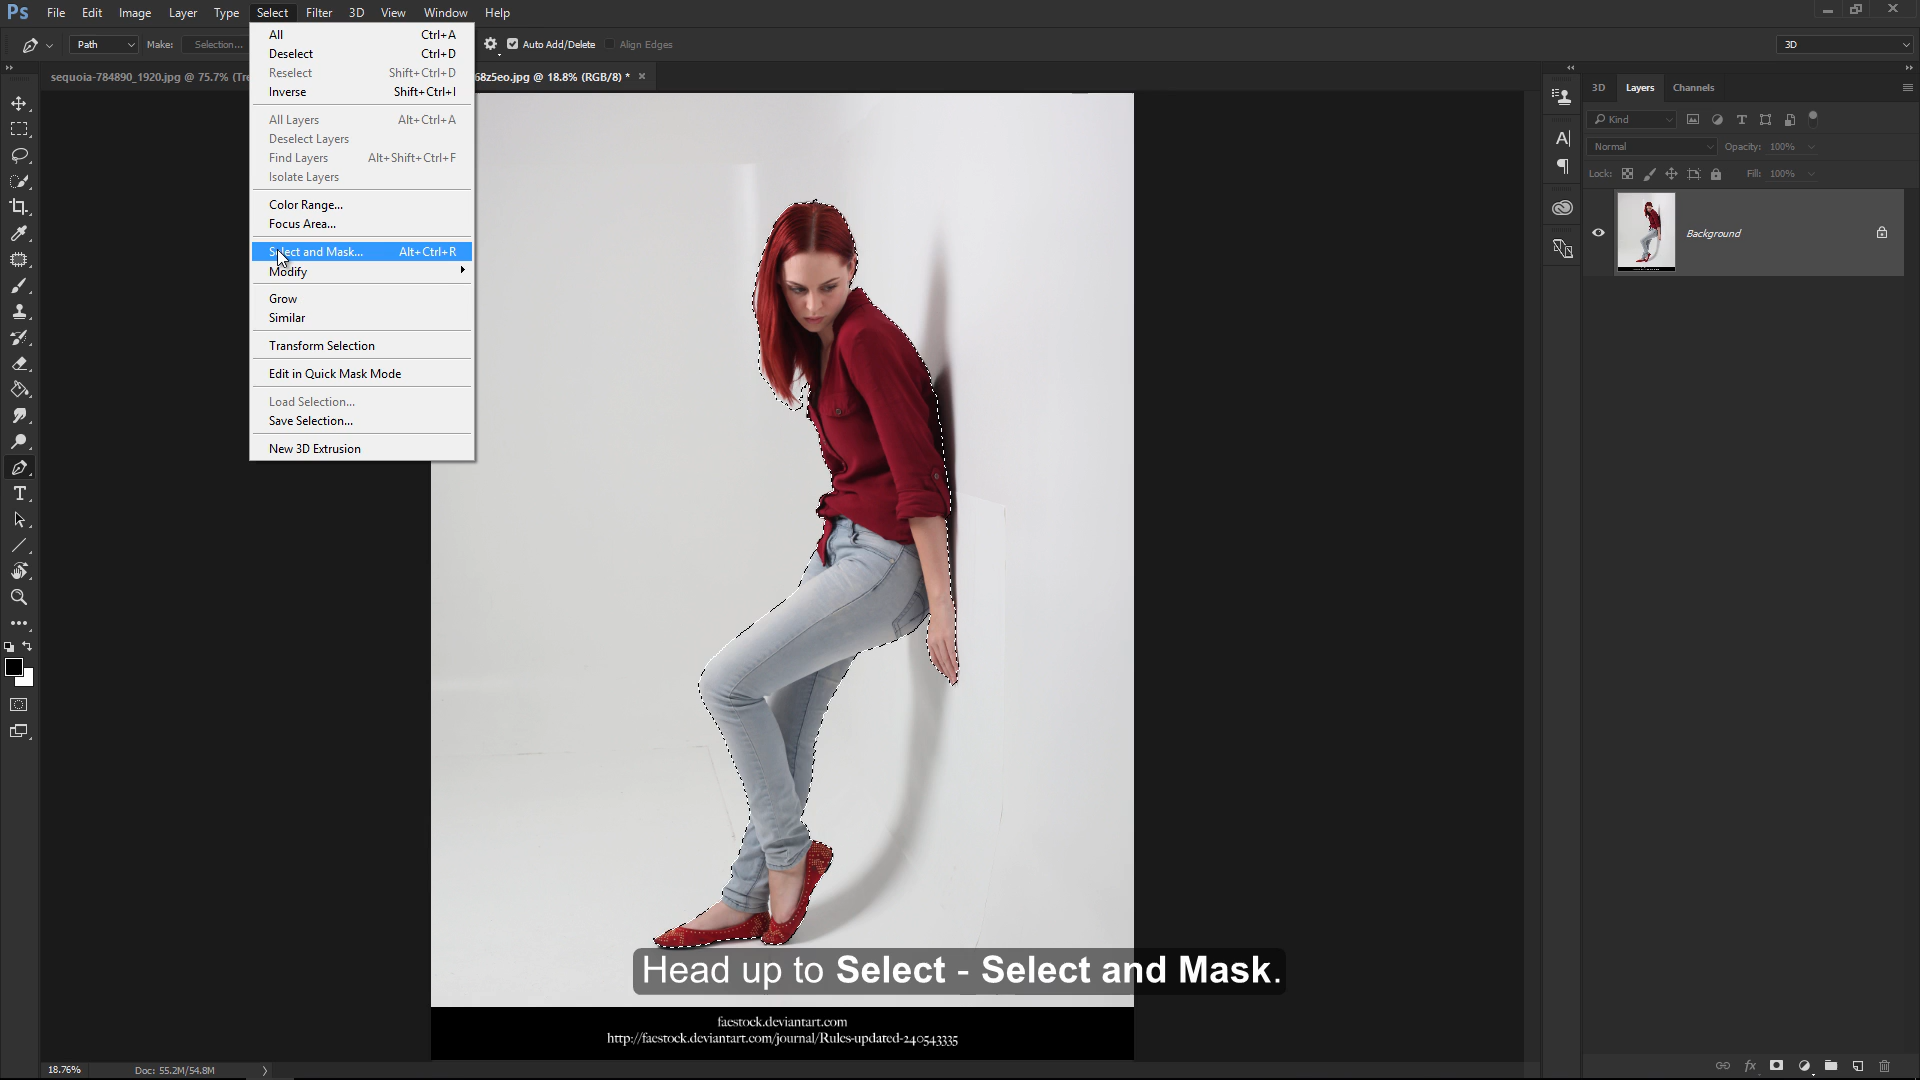 Ps File Edit Image Layer Type Select Filter 3D View Window Help
Path Make: Selection... Auto Add/Delete Align Edges 3D
sequoia-784890_1920.jpg @ 75.7% (Tre 68z5eo.jpg @ 18.8% (RGB/8) * ×
All Ctrl+A
Deselect Ctrl+D
Reselect Shift+Ctrl+D
Inverse Shift+Ctrl+I
All Layers Alt+Ctrl+A
Deselect Layers
Find Layers Alt+Shift+Ctrl+F
Isolate Layers
Color Range...
Focus Area...
Select and Mask... Alt+Ctrl+R
Modify
Grow
Similar
Transform Selection
Edit in Quick Mask Mode
Load Selection...
Save Selection...
New 3D Extrusion
3D Layers Channels
Kind
Normal Opacity: 100%
Lock: Fill: 100%
Background
Head up to Select - Select and Mask.
faestock.deviantart.com
http://faestock.deviantart.com/journal/Rules-updated-240543335
18.76% Doc: 55.2M/54.8M